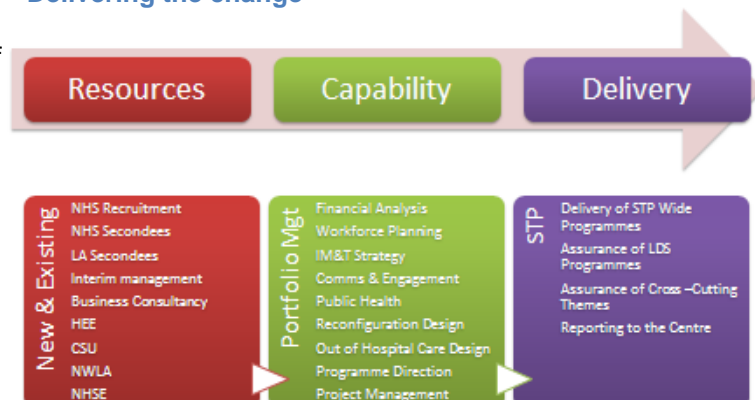 Delivering the change
Resources
Capability
Delivery
New & Existing
NHS Recruitment
NHS Secondees
LA Secondees
Interim management
Business Consultancy
HEE
CSU
NWLA
NHSE
Portfolio Mgt
Financial Analysis
Workforce Planning
IM&T Strategy
Comms & Engagement
Public Health
Reconfiguration Design
Out of Hospital Care Design
Programme Direction
Project Management
STP
Delivery of STP Wide
Programmes
Assurance of LDS
Programmes
Assurance of Cross –Cutting
Themes
Reporting to the Centre